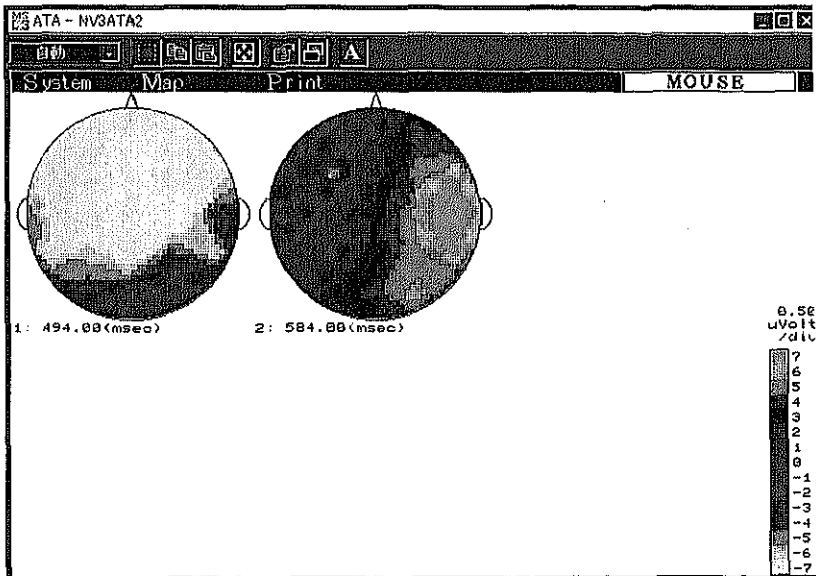 ATA - NV3ATA2
自動
A
System Map Print MOUSE
1: 494.00(msec)
2: 584.00(msec)
0.50
uVolt
/div
7
6
5
4
3
2
1
0
-1
-2
-3
-4
-5
-6
-7